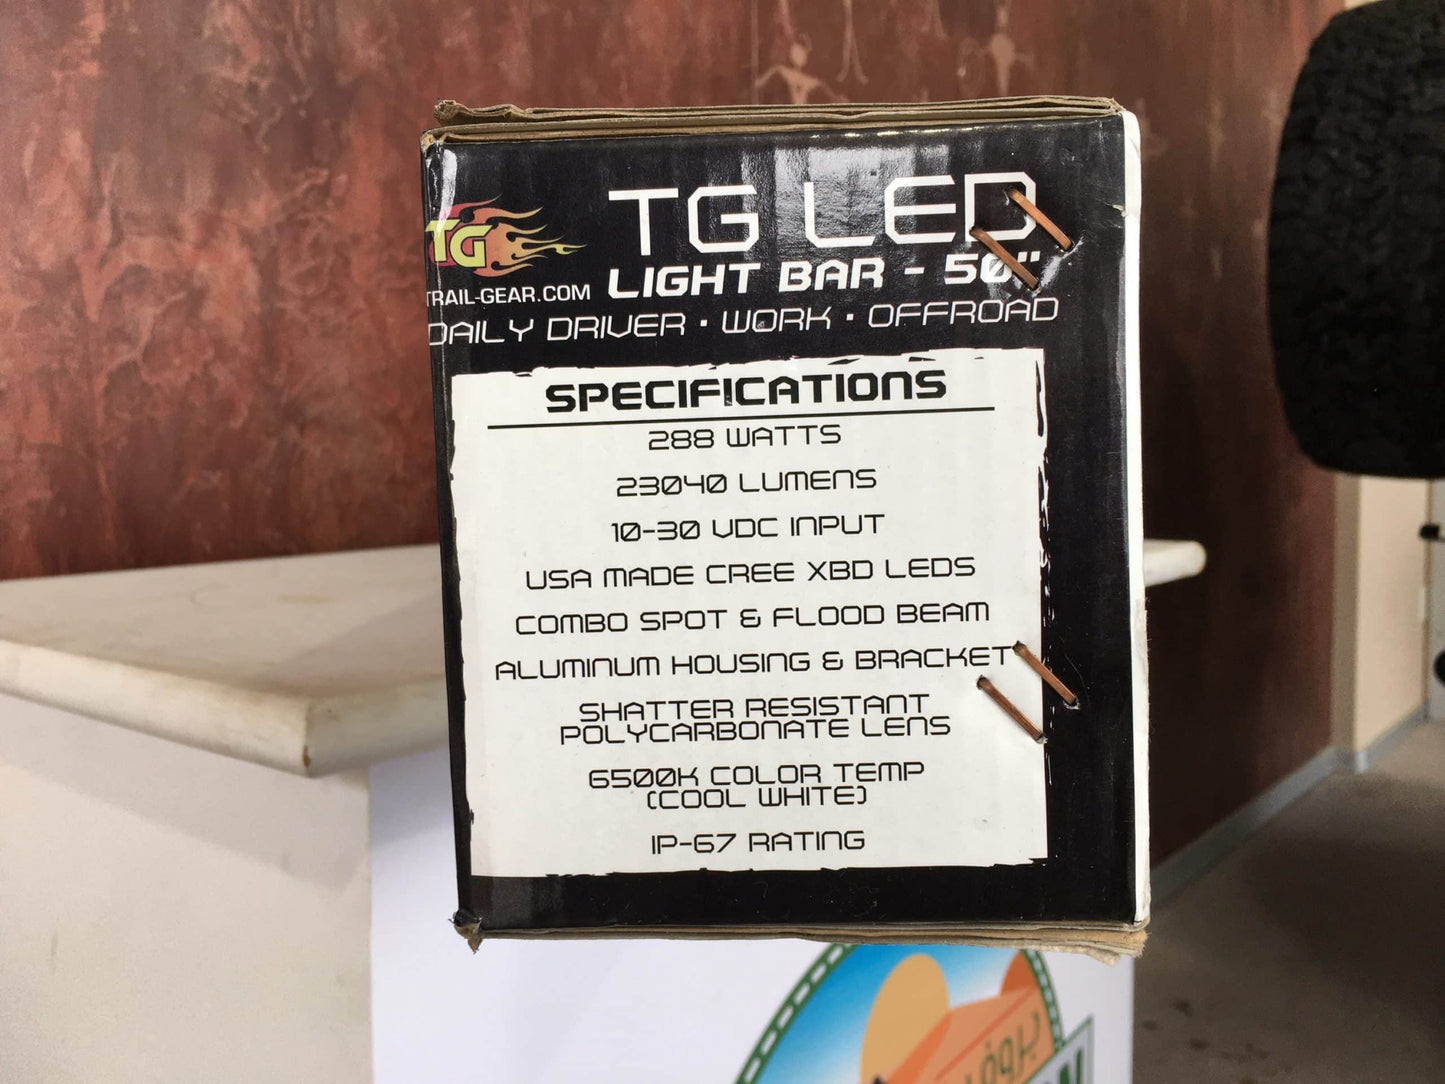 TG LED
TG
LIGHT BAR - 50"
TRAIL-GEAR.COM
DAILY DRIVER · WORK · OFFROAD
SPECIFICATIONS
288 WATTS
23040 LUMENS
10-30 VDC INPUT
USA MADE CREE XBD LEDS
COMBO SPOT & FLOOD BEAM
ALUMINUM HOUSING & BRACKET
SHATTER RESISTANT
POLYCARBONATE LENS
6500K COLOR TEMP
(COOL WHITE)
IP-67 RATING